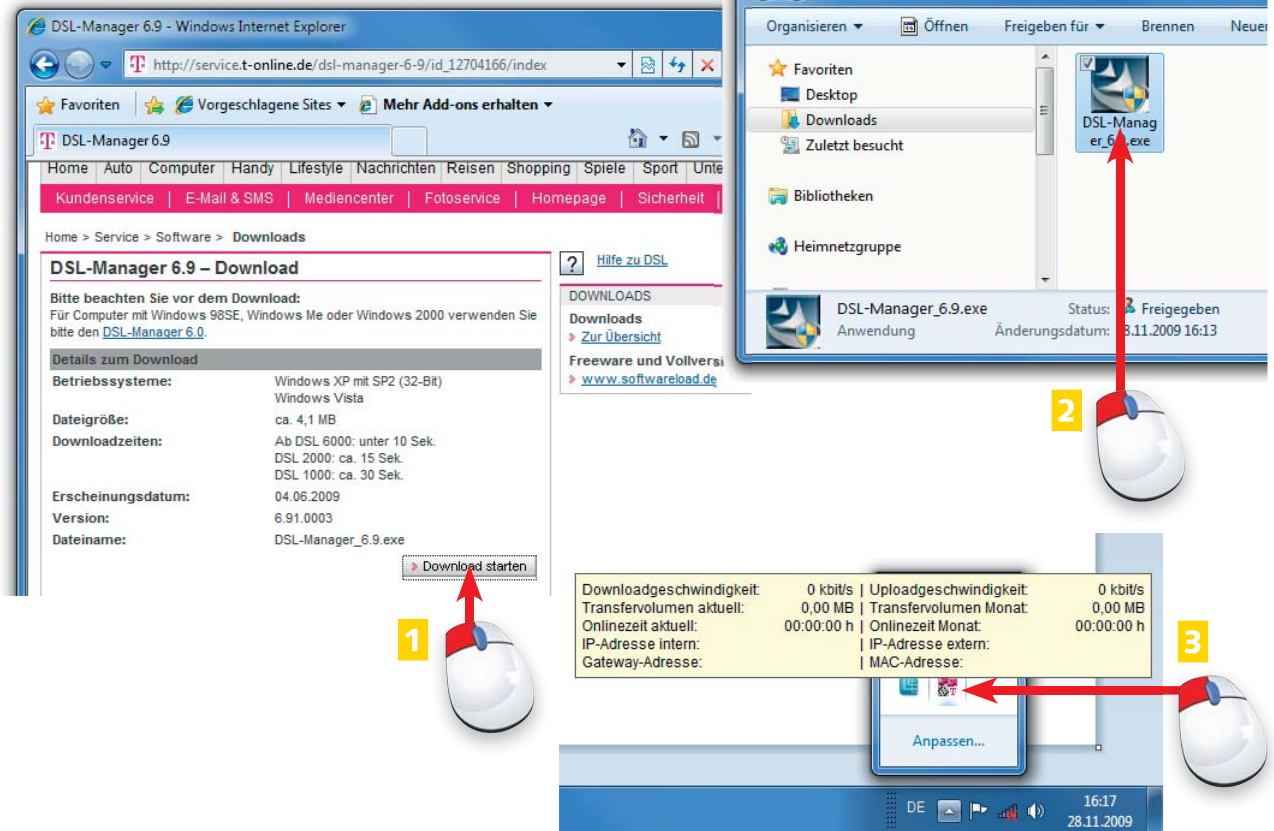 DSL-Manager 6.9 - Windows Internet Explorer
http://service.t-online.de/dsl-manager-6-9/id_12704166/index
Favoriten Vorgeschlagene Sites Mehr Add-ons erhalten
DSL-Manager 6.9
Home Auto Computer Handy Lifestyle Nachrichten Reisen Shopping Spiele Sport Unte
Kundenservice | E-Mail & SMS | Mediencenter | Fotoservice | Homepage | Sicherheit |
Home > Service > Software > Downloads
DSL-Manager 6.9 – Download
Bitte beachten Sie vor dem Download:
Für Computer mit Windows 98SE, Windows Me oder Windows 2000 verwenden Sie
bitte den DSL-Manager 6.0.
Details zum Download
Betriebssysteme: Windows XP mit SP2 (32-Bit)
Windows Vista
Dateigröße: ca. 4,1 MB
Downloadzeiten: Ab DSL 6000: unter 10 Sek.
DSL 2000: ca. 15 Sek.
DSL 1000: ca. 30 Sek.
Erscheinungsdatum: 04.06.2009
Version: 6.91.0003
Dateiname: DSL-Manager_6.9.exe
Download starten
1
? Hilfe zu DSL
DOWNLOADS
Downloads
Zur Übersicht
Freeware und Vollversi
www.softwareload.de
Organisieren Öffnen Freigeben für Brennen Neuer
Favoriten
Desktop
Downloads
Zuletzt besucht
Bibliotheken
Heimnetzgruppe
DSL-Manag
er_6.9.exe
DSL-Manager_6.9.exe Status: Freigegeben
Anwendung Änderungsdatum: 28.11.2009 16:13
2
Downloadgeschwindigkeit: 0 kbit/s | Uploadgeschwindigkeit: 0 kbit/s
Transfervolumen aktuell: 0,00 MB | Transfervolumen Monat: 0,00 MB
Onlinezeit aktuell: 00:00:00 h | Onlinezeit Monat: 00:00:00 h
IP-Adresse intern: | IP-Adresse extern:
Gateway-Adresse: | MAC-Adresse:
3
Anpassen...
DE 16:17
28.11.2009